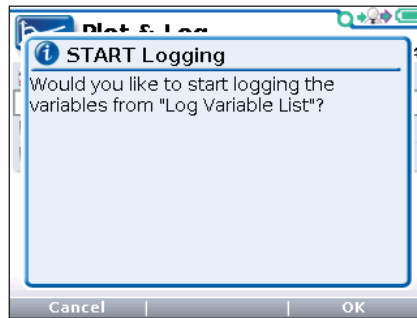 Plot & Log
START Logging
Would you like to start logging the
variables from "Log Variable List"?
Cancel
OK